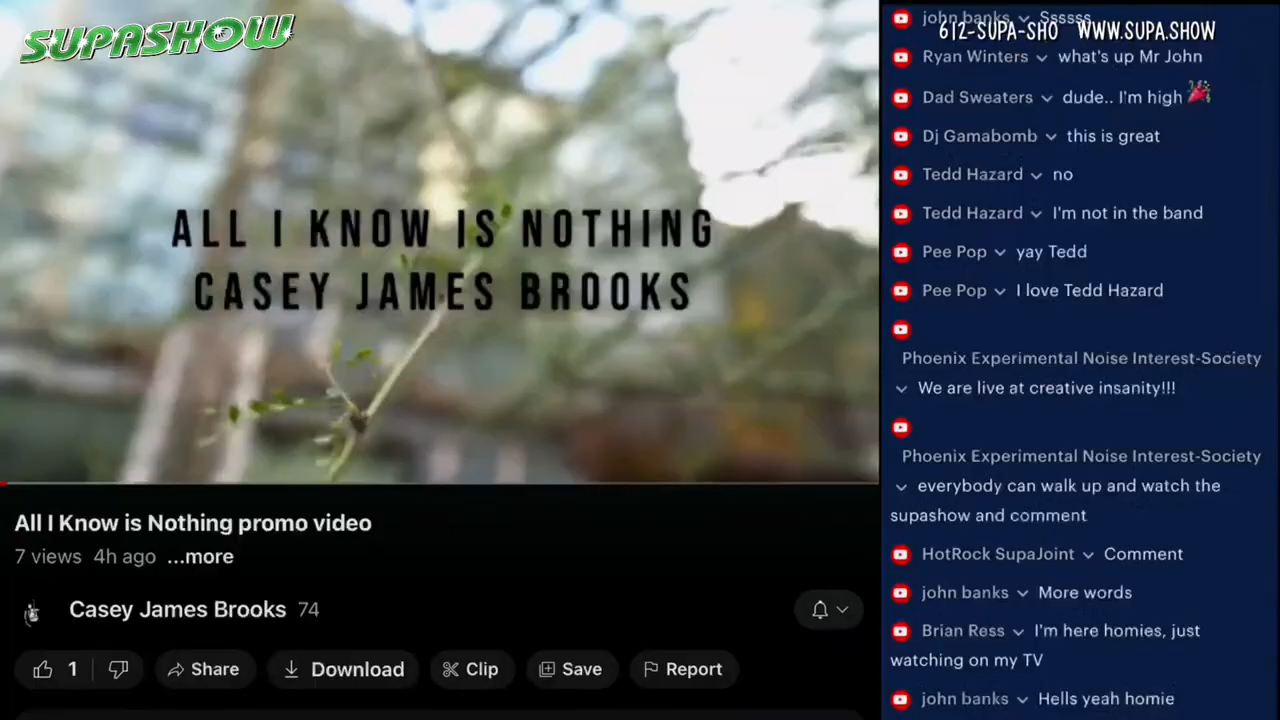 SUPASHOW
ALL I KNOW IS NOTHING
CASEY JAMES BROOKS
All I Know is Nothing promo video
7 views 4h ago ...more
Casey James Brooks 74
1
Share
Download
Clip
Save
Report
john banks Ssssss
612-SUPA-SHO WWW.SUPA.SHOW
Ryan Winters what's up Mr John
Dad Sweaters dude.. I'm high 🎉
Dj Gamabomb this is great
Tedd Hazard no
Tedd Hazard I'm not in the band
Pee Pop yay Tedd
Pee Pop I love Tedd Hazard
Phoenix Experimental Noise Interest-Society
We are live at creative insanity!!!
Phoenix Experimental Noise Interest-Society
everybody can walk up and watch the
supashow and comment
HotRock SupaJoint Comment
john banks More words
Brian Ress I'm here homies, just
watching on my TV
john banks Hells yeah homie